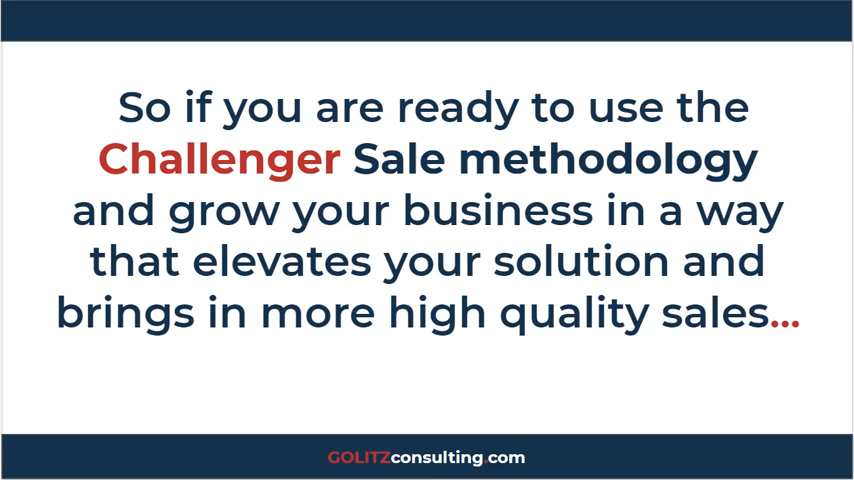 So if you are ready to use the
Challenger Sale methodology
and grow your business in a way
that elevates your solution and
brings in more high quality sales...
GOLITZconsulting.com